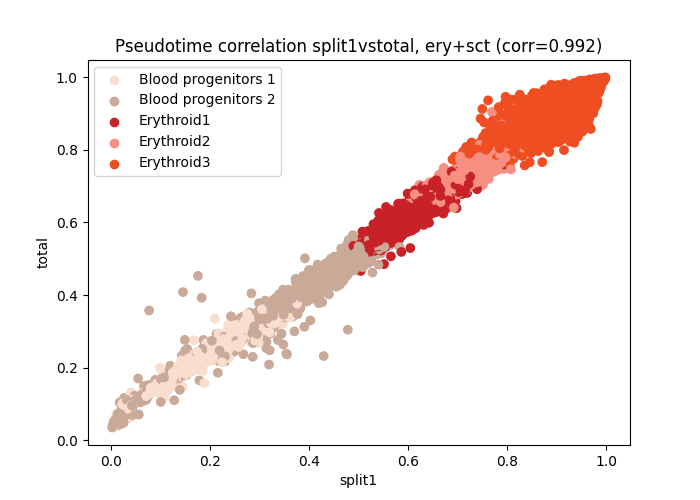 Pseudotime correlation split1vstotal, ery+sct (corr=0.992)
Blood progenitors 1
Blood progenitors 2
Erythroid1
Erythroid2
Erythroid3
1.0
0.8
0.6
0.4
0.2
0.0
total
0.0 0.2 0.4 0.6 0.8 1.0
split1